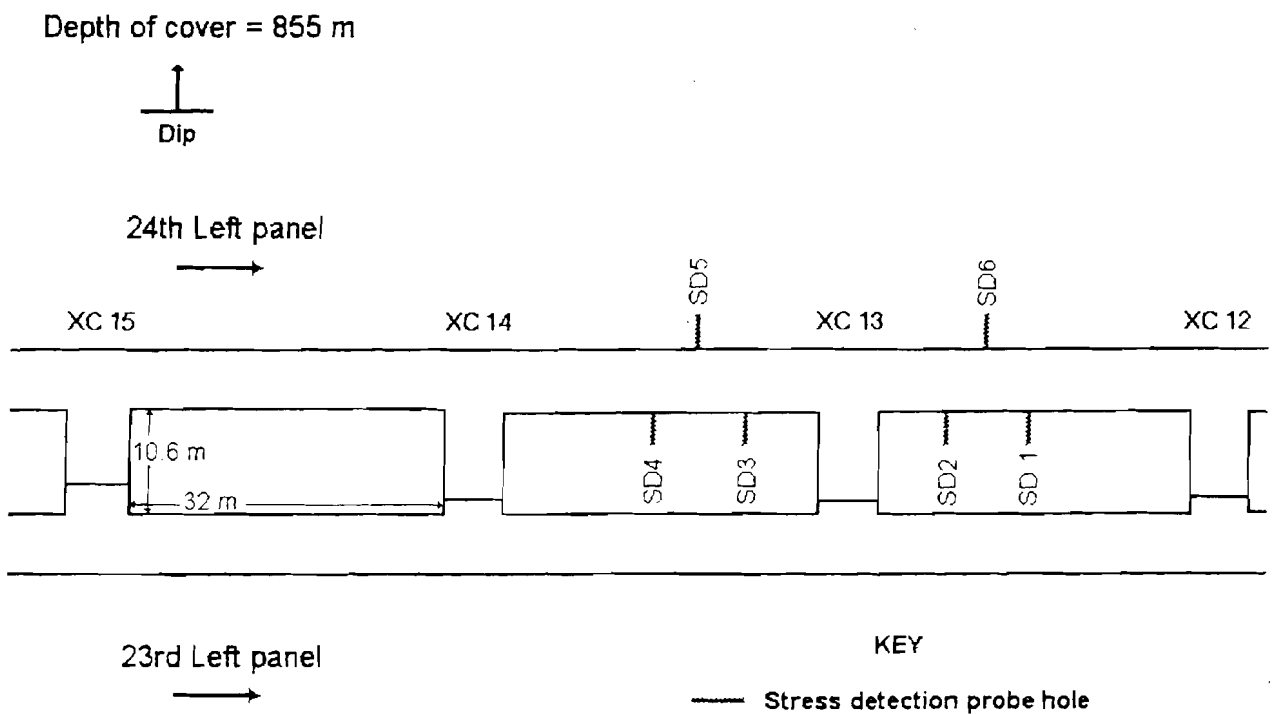 Depth of cover = 855 m
Dip
24th Left panel
SD5
SD6
XC 15
XC 14
XC 13
XC 12
10.6 m
32 m
SD4
SD3
SD2
SD 1
23rd Left panel
KEY
Stress detection probe hole